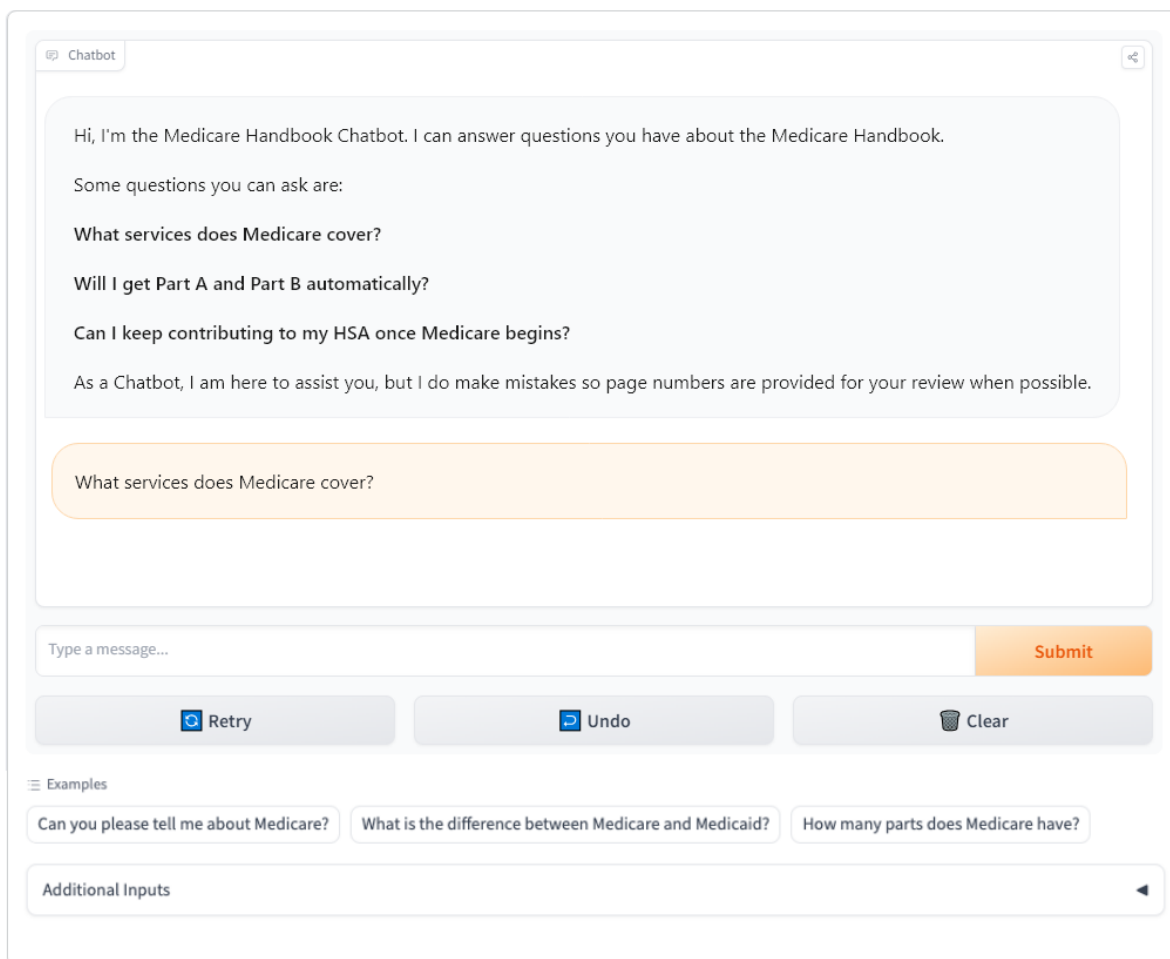 Chatbot
Hi, I'm the Medicare Handbook Chatbot. I can answer questions you have about the Medicare Handbook.
Some questions you can ask are:
What services does Medicare cover?
Will I get Part A and Part B automatically?
Can I keep contributing to my HSA once Medicare begins?
As a Chatbot, I am here to assist you, but I do make mistakes so page numbers are provided for your review when possible.
What services does Medicare cover?
Type a message...
Submit
Retry
Undo
Clear
Examples
Can you please tell me about Medicare?
What is the difference between Medicare and Medicaid?
How many parts does Medicare have?
Additional Inputs